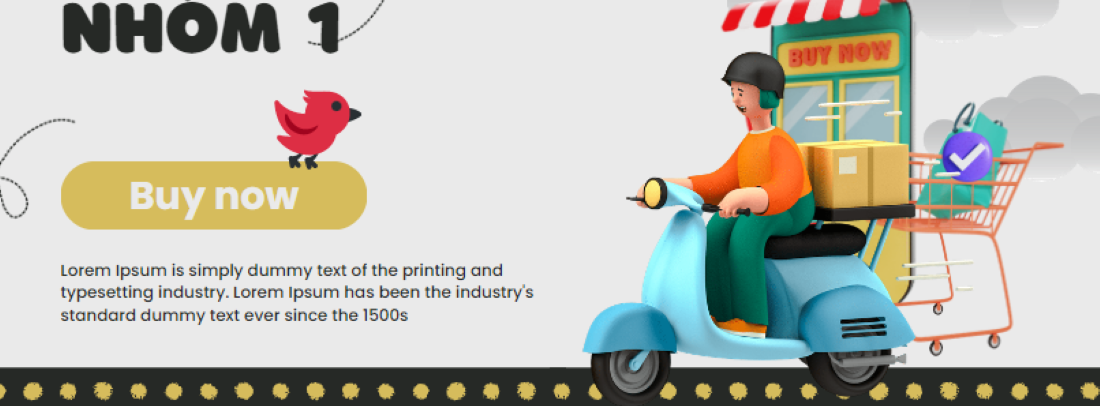 NHOM 1
BUY NOW
Buy now
Lorem Ipsum is simply dummy text of the printing and
typesetting industry. Lorem Ipsum has been the industry's
standard dummy text ever since the 1500s